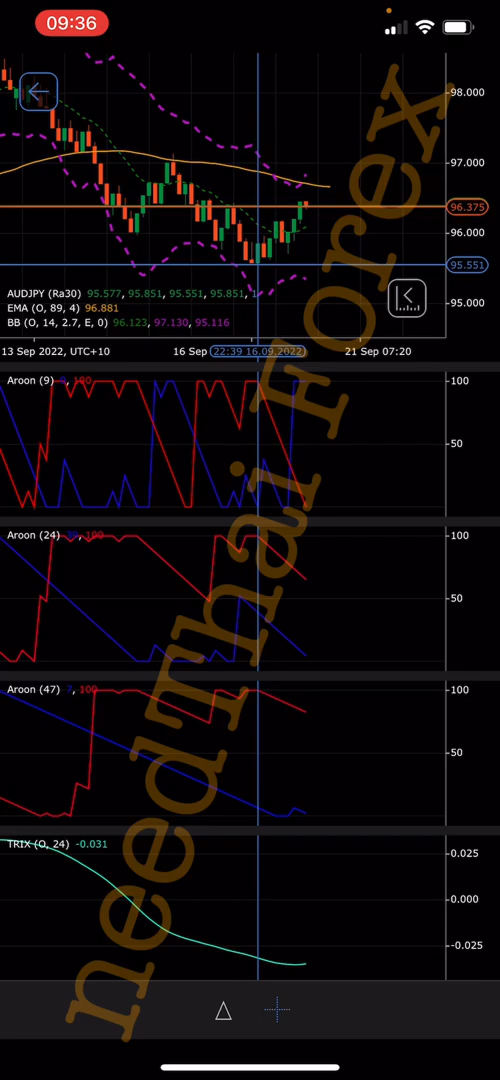 09:36
98.000
97.000
96.375
96.000
95.551
95.000
AUDJPY (Ra30) 95.577, 95.851, 95.551, 95.851, 1
EMA (O, 89, 4) 96.881
BB (O, 14, 2.7, E, 0) 96.123, 97.130, 95.116
13 Sep 2022, UTC+10 16 Sep 22:39 16.09.2022 21 Sep 07:20
Aroon (9) 0, 100
100
50
Aroon (24) 100
100
50
Aroon (47) 7, 100
100
50
TRIX (O, 24) -0.031
0.025
0.000
-0.025
needThai Forex